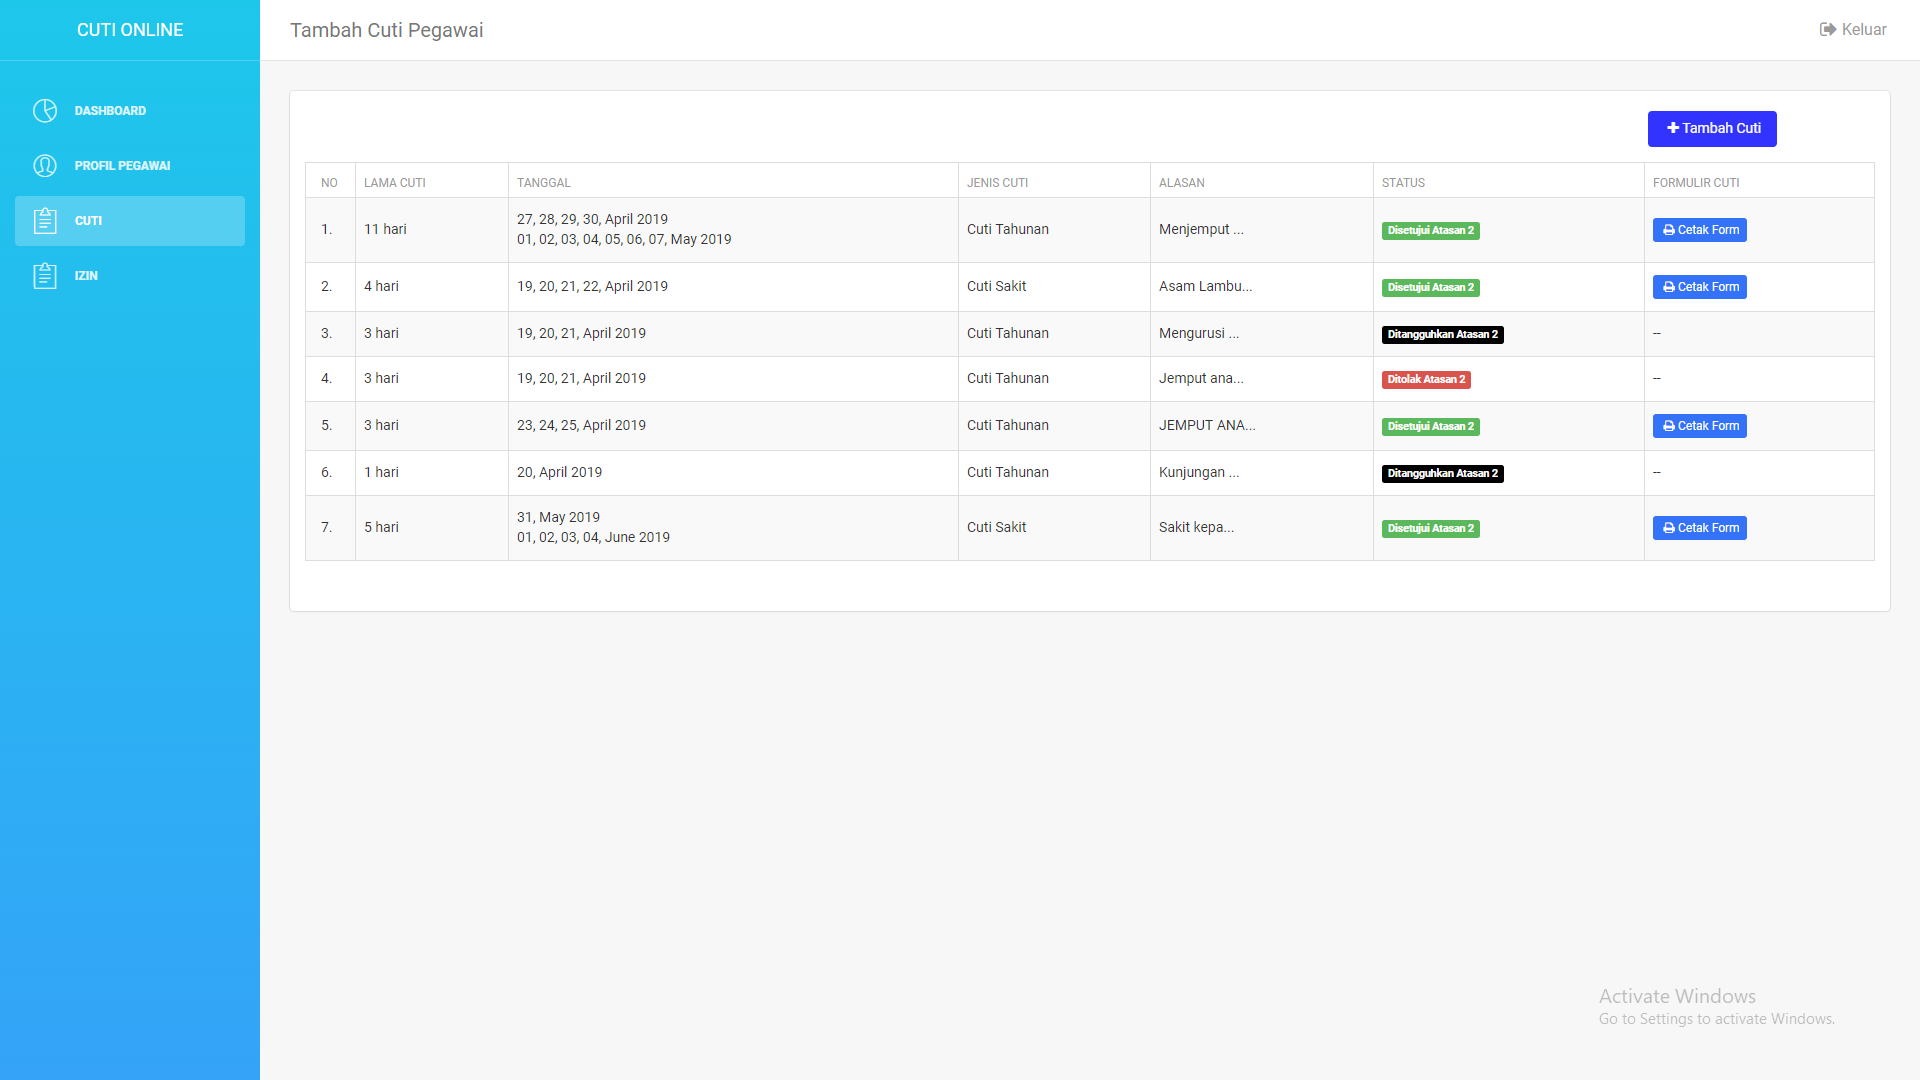 CUTI ONLINE
Tambah Cuti Pegawai
Keluar
DASHBOARD
PROFIL PEGAWAI
CUTI
IZIN
Tambah Cuti
NO LAMA CUTI TANGGAL JENIS CUTI ALASAN STATUS FORMULIR CUTI
1. 11 hari 27, 28, 29, 30, April 2019 Cuti Tahunan Menjemput ... Disetujui Atasan 2 Cetak Form
01, 02, 03, 04, 05, 06, 07, May 2019
2. 4 hari 19, 20, 21, 22, April 2019 Cuti Sakit Asam Lambu... Disetujui Atasan 2 Cetak Form
3. 3 hari 19, 20, 21, April 2019 Cuti Tahunan Mengurusi ... Ditangguhkan Atasan 2 --
4. 3 hari 19, 20, 21, April 2019 Cuti Tahunan Jemput ana... Ditolak Atasan 2 --
5. 3 hari 23, 24, 25, April 2019 Cuti Tahunan JEMPUT ANA... Disetujui Atasan 2 Cetak Form
6. 1 hari 20, April 2019 Cuti Tahunan Kunjungan ... Ditangguhkan Atasan 2 --
7. 5 hari 31, May 2019 Cuti Sakit Sakit kepa... Disetujui Atasan 2 Cetak Form
01, 02, 03, 04, June 2019
Activate Windows
Go to Settings to activate Windows.